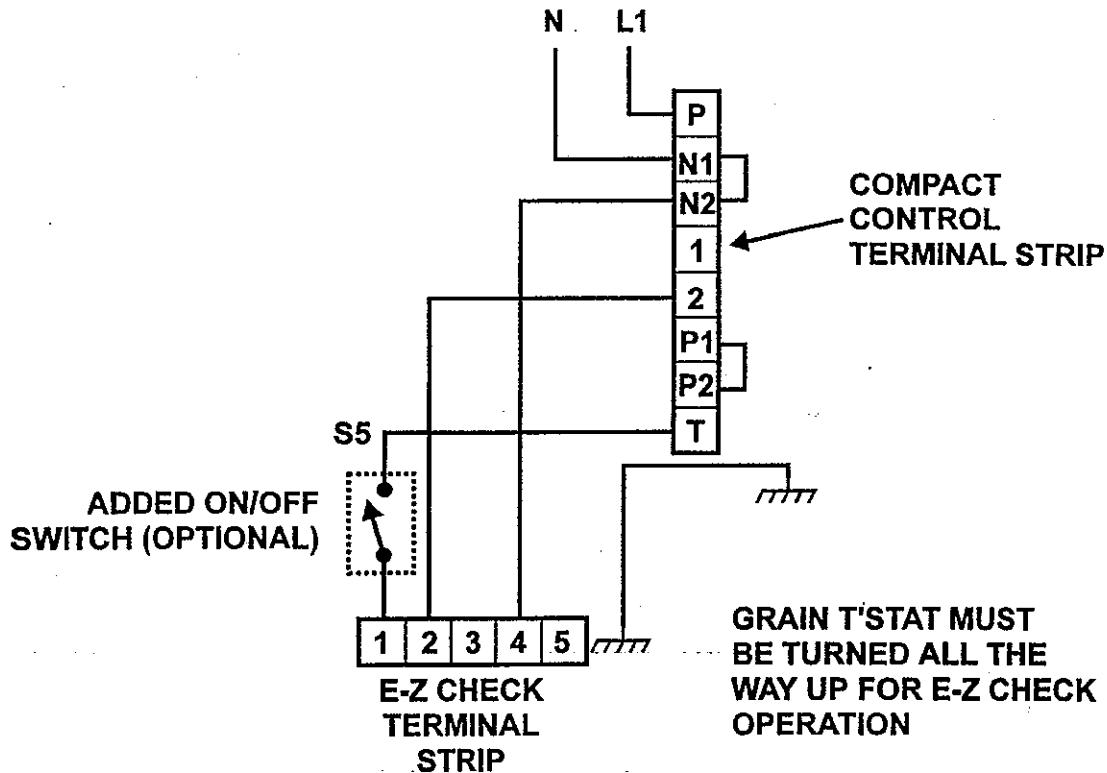 N L1
P
N1
N2
1
2
P1
P2
T
COMPACT
CONTROL
TERMINAL STRIP
S5
ADDED ON/OFF
SWITCH (OPTIONAL)
1 2 3 4 5
E-Z CHECK
TERMINAL
STRIP
GRAIN T'STAT MUST
BE TURNED ALL THE
WAY UP FOR E-Z CHECK
OPERATION